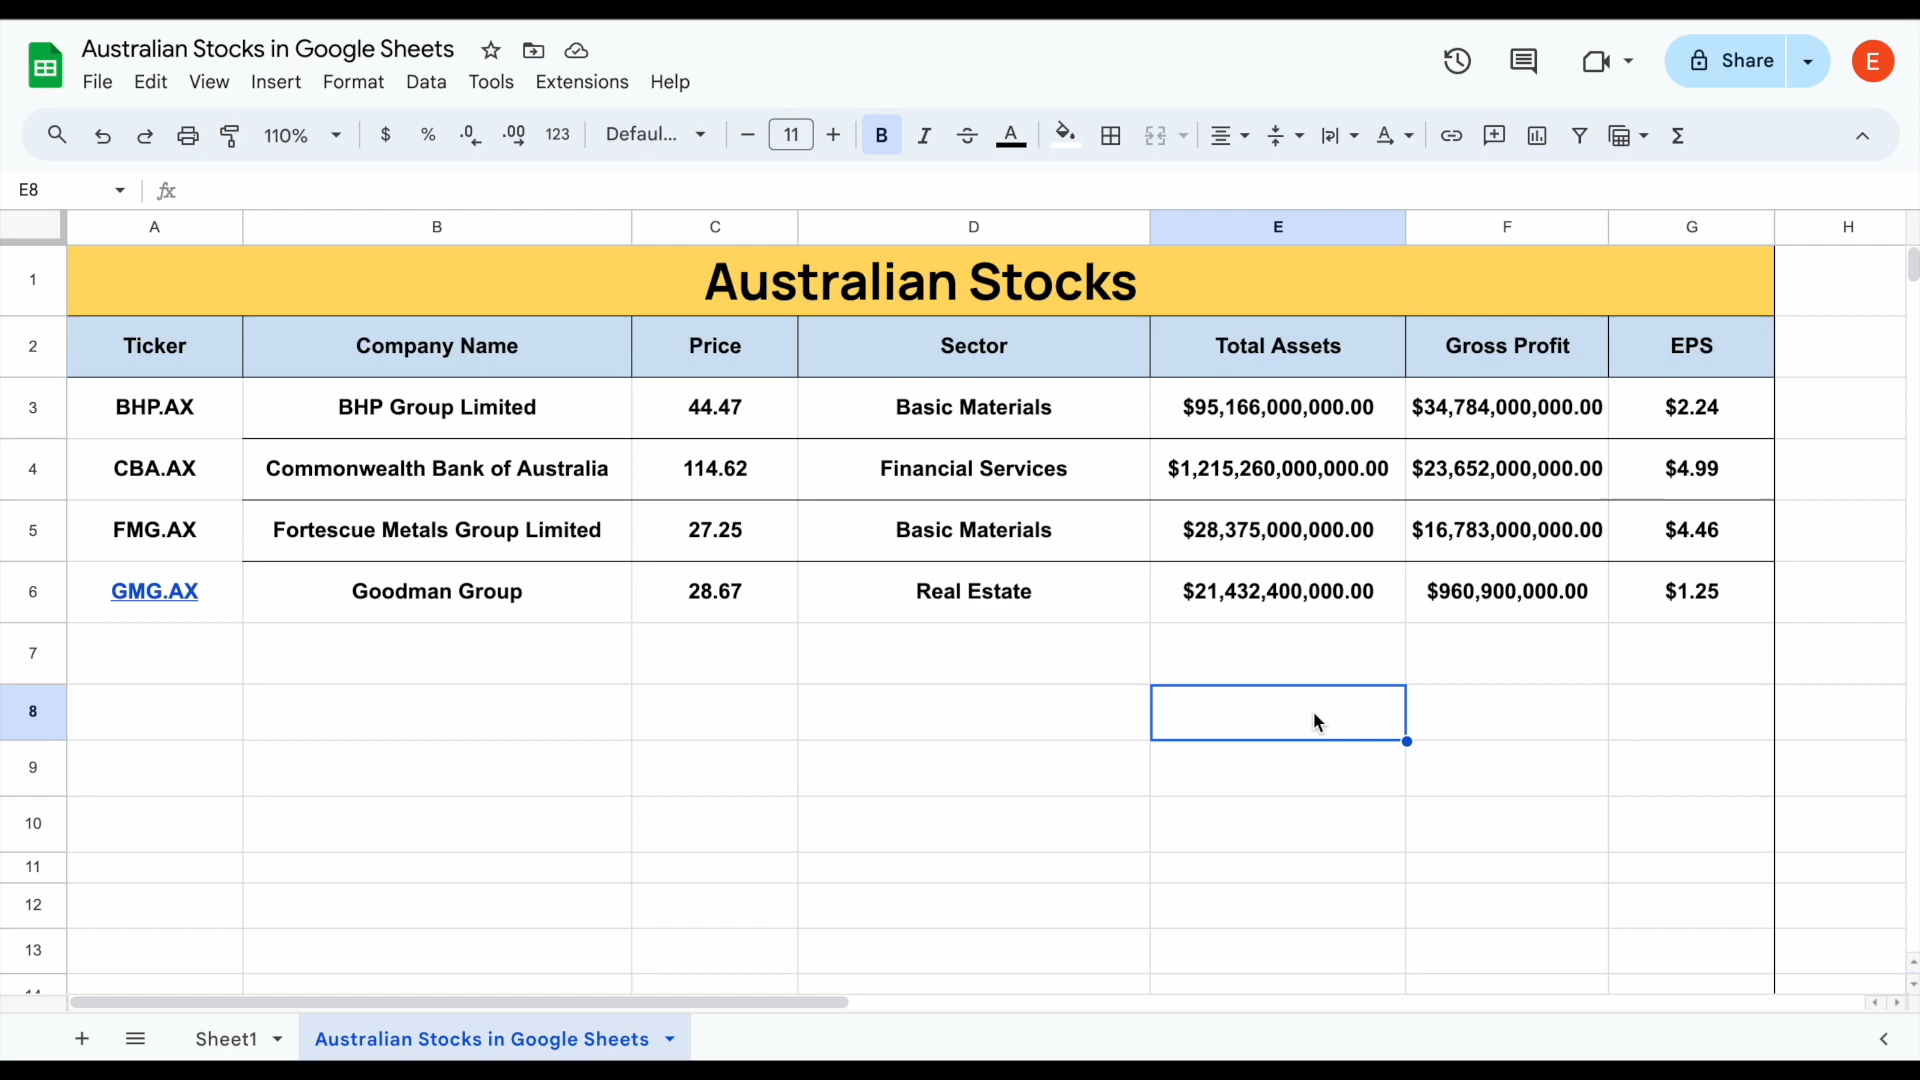 Australian Stocks in Google Sheets
File Edit View Insert Format Data Tools Extensions Help
Share
E
110% $ % .0 .00 123 Defaul... 11 B I A A Σ
E8 fx
A B C D E F G H
1 Australian Stocks
2 Ticker Company Name Price Sector Total Assets Gross Profit EPS
3 BHP.AX BHP Group Limited 44.47 Basic Materials $95,166,000,000.00 $34,784,000,000.00 $2.24
4 CBA.AX Commonwealth Bank of Australia 114.62 Financial Services $1,215,260,000,000.00 $23,652,000,000.00 $4.99
5 FMG.AX Fortescue Metals Group Limited 27.25 Basic Materials $28,375,000,000.00 $16,783,000,000.00 $4.46
6 GMG.AX Goodman Group 28.67 Real Estate $21,432,400,000.00 $960,900,000.00 $1.25
7
8
9
10
11
12
13
Sheet1 Australian Stocks in Google Sheets